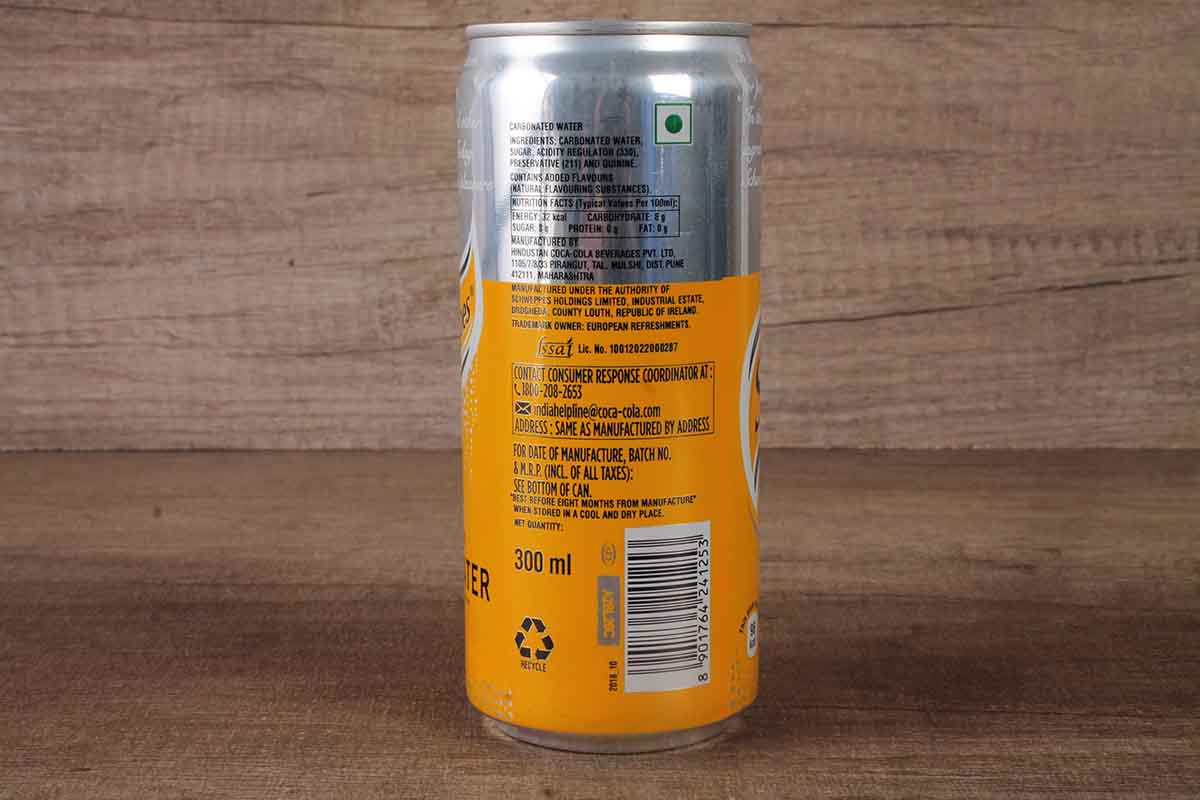 CARBONATED WATER
INGREDIENTS: CARBONATED WATER,
SUGAR, ACIDITY REGULATOR (330),
PRESERVATIVE (211) AND QUININE.
CONTAINS ADDED FLAVOURS
(NATURAL FLAVOURING SUBSTANCES).
NUTRITION FACTS (Typical Values Per 100ml):
ENERGY: 32 kcal CARBOHYDRATE: 8 g
SUGAR: 8 g PROTEIN: 0 g FAT: 0 g
MANUFACTURED BY
HINDUSTAN COCA-COLA BEVERAGES PVT. LTD,
1105/7/8/33 PIRANGUT, TAL. MULSHI, DIST. PUNE
412111, MAHARASHTRA
MANUFACTURED UNDER THE AUTHORITY OF
SCHWEPPES HOLDINGS LIMITED, INDUSTRIAL ESTATE,
DROGHEDA, COUNTY LOUTH, REPUBLIC OF IRELAND.
TRADEMARK OWNER: EUROPEAN REFRESHMENTS.
fssai Lic. No. 10012022000287
CONTACT CONSUMER RESPONSE COORDINATOR AT :
1800-208-2653
indiahelpline@coca-cola.com
ADDRESS : SAME AS MANUFACTURED BY ADDRESS
FOR DATE OF MANUFACTURE, BATCH NO.
& M.R.P. (INCL. OF ALL TAXES):
SEE BOTTOM OF CAN.
"BEST BEFORE EIGHT MONTHS FROM MANUFACTURE"
WHEN STORED IN A COOL AND DRY PLACE.
NET QUANTITY:
300 ml
TER
RECYCLE
2018_10
8 901764 241253